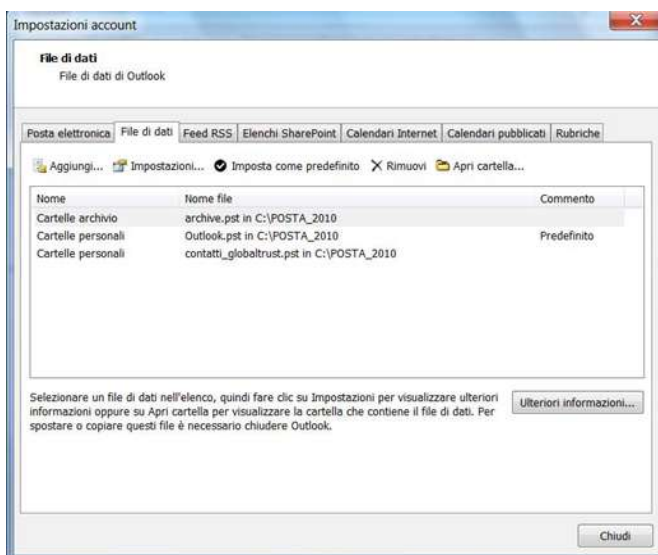 Impostazioni account
File di dati
File di dati di Outlook
Posta elettronica File di dati Feed RSS Elenchi SharePoint Calendari Internet Calendari pubblicati Rubriche
Aggiungi... Impostazioni... Imposta come predefinito Rimuovi Apri cartella...
Nome Nome file Commento
Cartelle archivio archive.pst in C:\POSTA_2010
Cartelle personali Outlook.pst in C:\POSTA_2010 Predefinito
Cartelle personali contatti_globaltrust.pst in C:\POSTA_2010
Selezionare un file di dati nell'elenco, quindi fare clic su Impostazioni per visualizzare ulteriori
informazioni oppure su Apri cartella per visualizzare la cartella che contiene il file di dati. Per
spostare o copiare questi file è necessario chiudere Outlook.
Ulteriori informazioni...
Chiudi